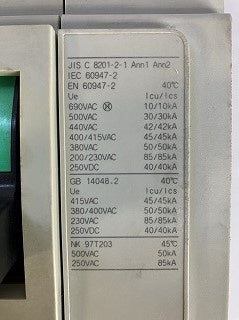 JIS C 8201-2-1 Ann1 Ann2
IEC 60947-2
EN 60947-2 40℃
Ue Icu/Ics
690VAC 10/10kA
500VAC 30/30kA
440VAC 42/42kA
400/415VAC 45/45kA
380VAC 50/50kA
200/230VAC 85/85kA
250VDC 40/40kA
GB 14048.2 40℃
Ue Icu/Ics
415VAC 45/45kA
380/400VAC 50/50kA
230VAC 85/85kA
250VDC 40/40kA
NK 97T203 45℃
500VAC 50kA
250VAC 85kA